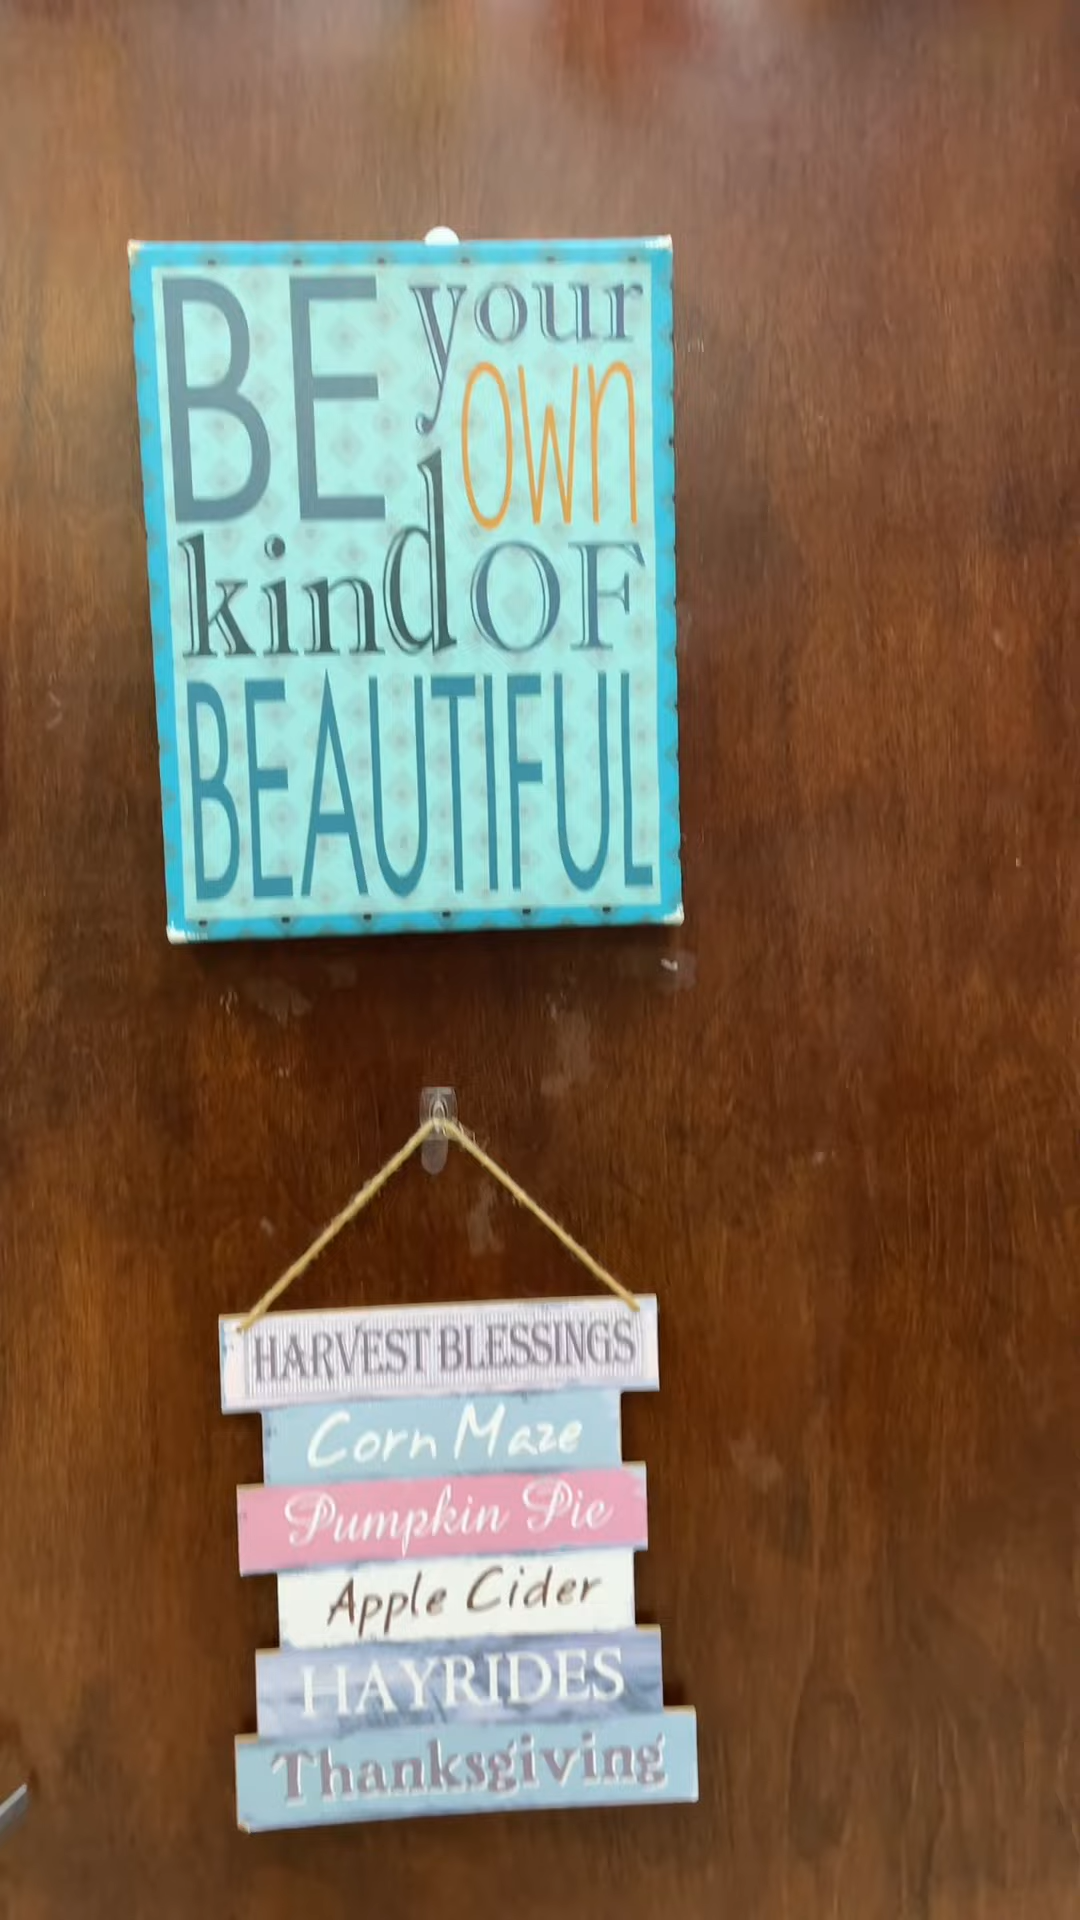 BE your
own
kind OF
BEAUTIFUL
HARVEST BLESSINGS
Corn Maze
Pumpkin Pie
Apple Cider
HAYRIDES
Thanksgiving